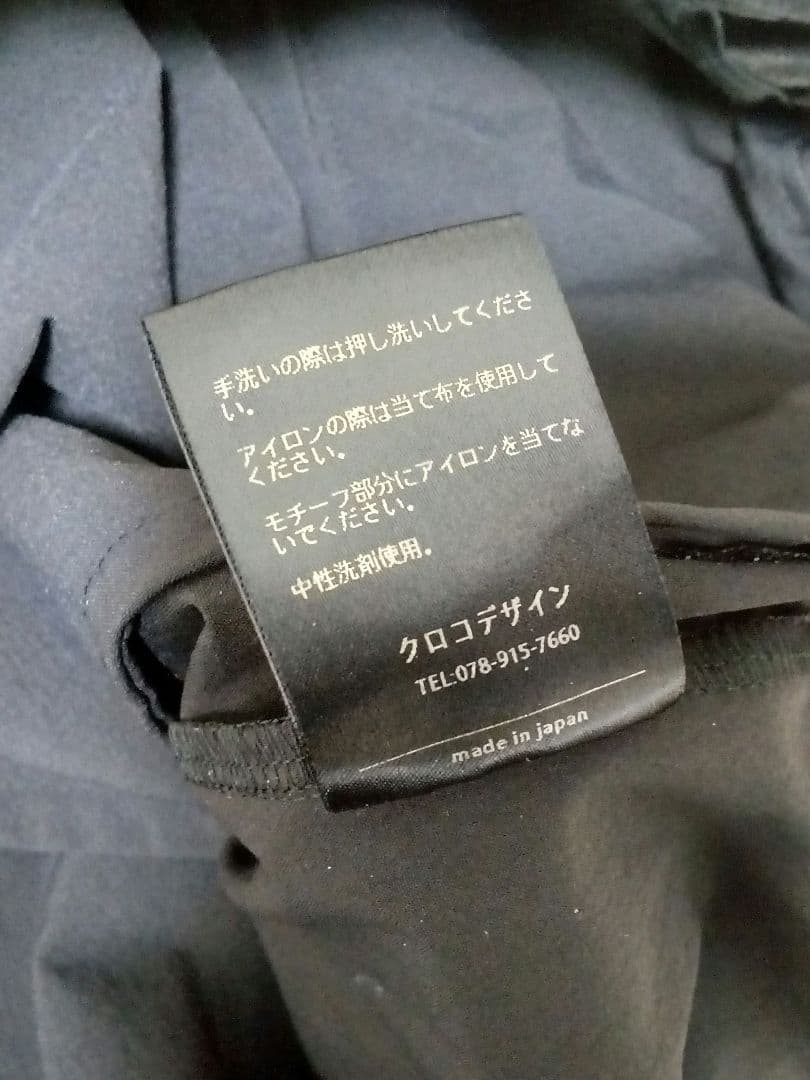 手洗いの際は押し洗いしてくださ
い。
アイロンの際は当て布を使用して
ください。
モチーフ部分にアイロンを当てな
いでください。
中性洗剤使用。
クロコデザイン
TEL:078-915-7660
made in japan